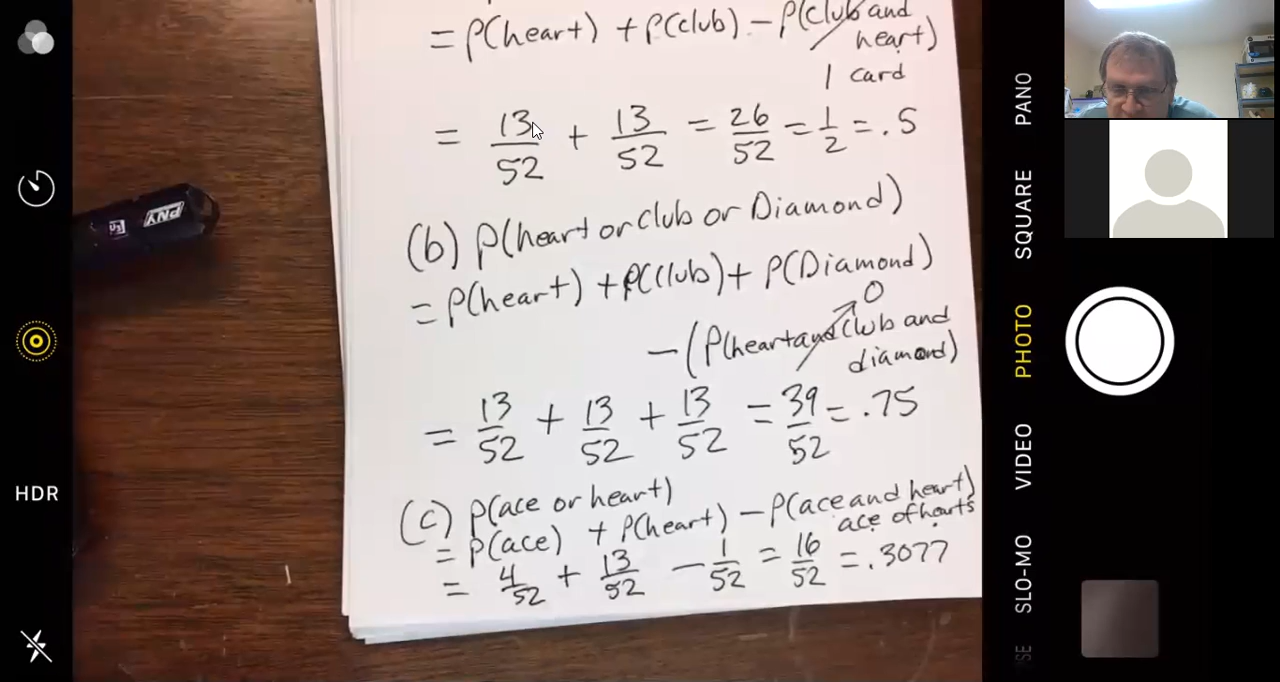 = P(heart) + P(club) - P(club and
heart)
1 card
= 13/52 + 13/52 = 26/52 = 1/2 = .5
(b) P(heart or club or Diamond)
= P(heart) + P(Club) + P(Diamond)
0
- (P(heart and Club and
diamond)
= 13/52 + 13/52 + 13/52 = 39/52 = .75
(c) P(ace or heart)
= P(ace) + P(heart) - P(ace and heart)
ace of hearts
= 4/52 + 13/52 - 1/52 = 16/52 = .3077
PNY
HDR
PANO
SQUARE
PHOTO
VIDEO
SLO-MO
SE